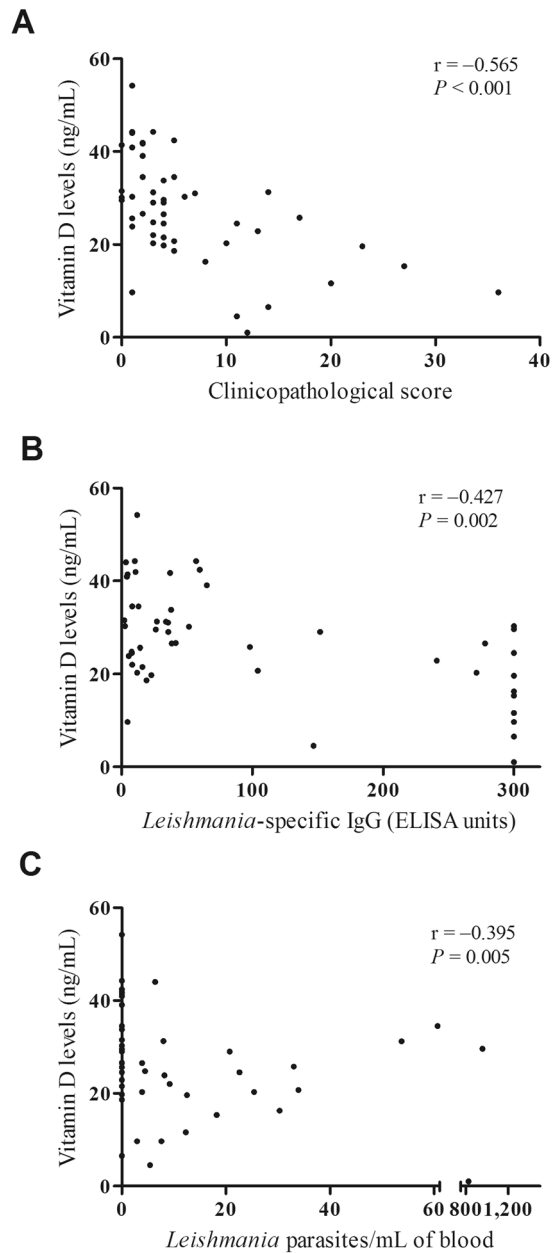 A
60
r = –0.565
P < 0.001
40
Vitamin D levels (ng/mL)
20
0
0 10 20 30 40
Clinicopathological score
B
60
r = –0.427
P = 0.002
40
Vitamin D levels (ng/mL)
20
0
0 100 200 300
Leishmania-specific IgG (ELISA units)
C
60
r = –0.395
P = 0.005
40
Vitamin D levels (ng/mL)
20
0
0 20 40 60 800 1,200
Leishmania parasites/mL of blood